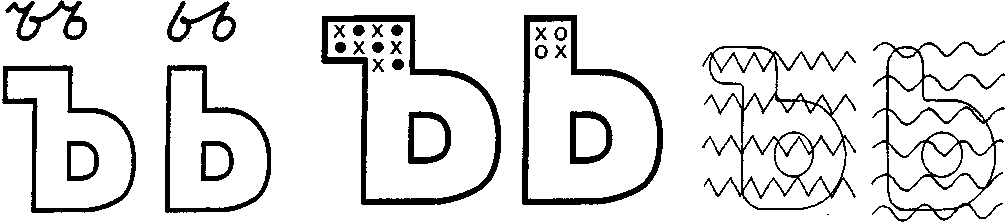 ъъ ьь
Ъ Ь Ъ Ь Ъ Ь
х●х● х о
●х●х о х
х●